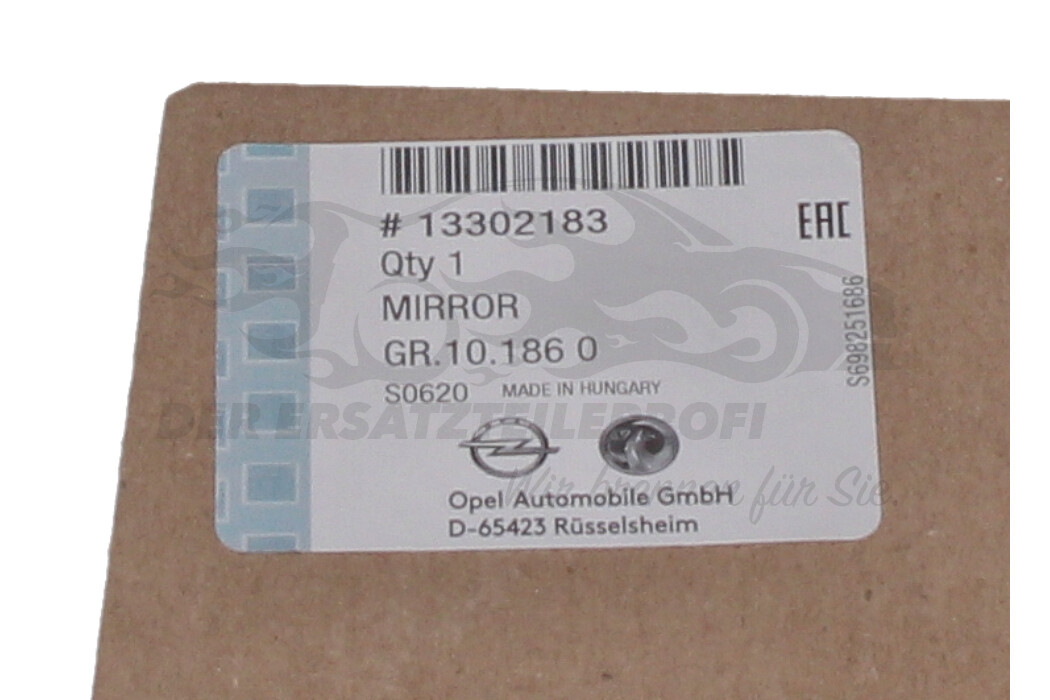 # 13302183
Qty 1
MIRROR
GR.10.186 0
S0620 MADE IN HUNGARY
EAC
S698251686
Opel Automobile GmbH
D-65423 Rüsselsheim
DER ERSATZTEILEPROFI
Wir brennen für Sie